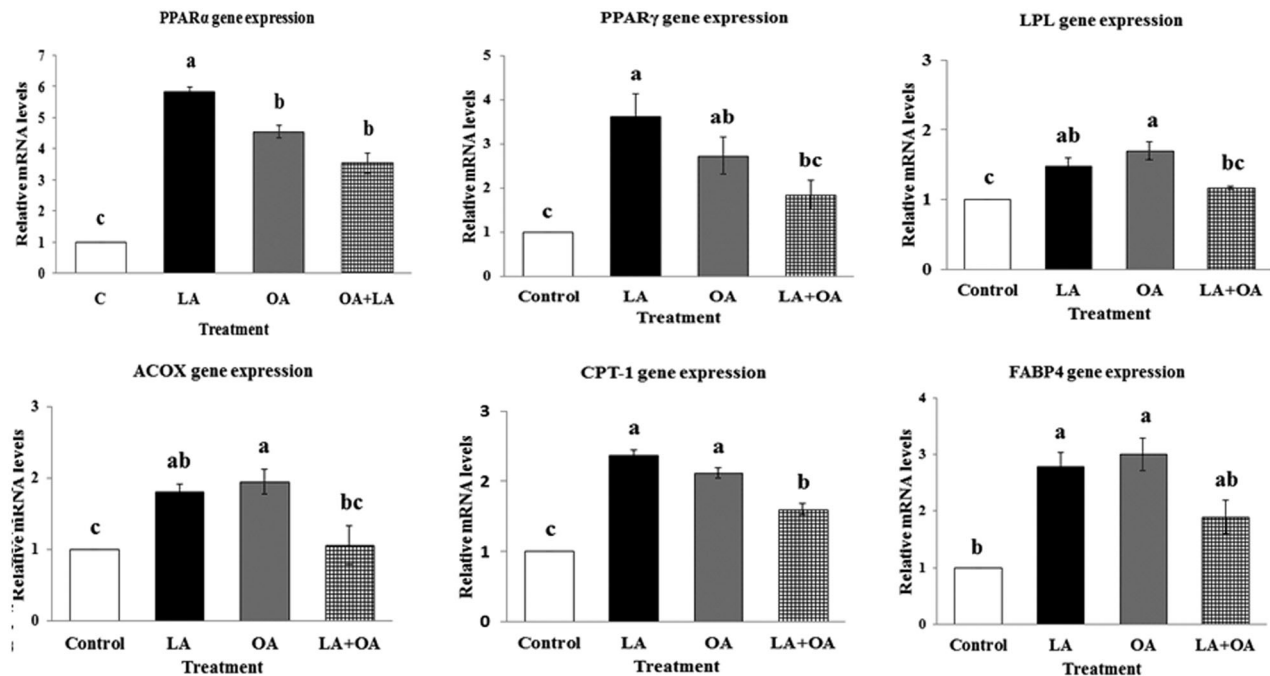 PPARα gene expression
Relative mRNA levels
7
6
5
4
3
2
1
0
a
b
b
c
C LA OA OA+LA
Treatment
PPARγ gene expression
Relative mRNA levels
5
4
3
2
1
0
a
ab
bc
c
Control LA OA LA+OA
Treatment
LPL gene expression
Relative mRNA levels
3
2
1
0
c
ab
a
bc
Control LA OA LA+OA
Treatment
ACOX gene expression
Relative mRNA levels
3
2
1
0
c
ab
a
bc
Control LA OA LA+OA
Treatment
CPT-1 gene expression
Relative mRNA levels
3
2
1
0
c
a
a
b
Control LA OA LA+OA
Treatment
FABP4 gene expression
Relative mRNA levels
4
3
2
1
0
b
a
a
ab
Control LA OA LA+OA
Treatment